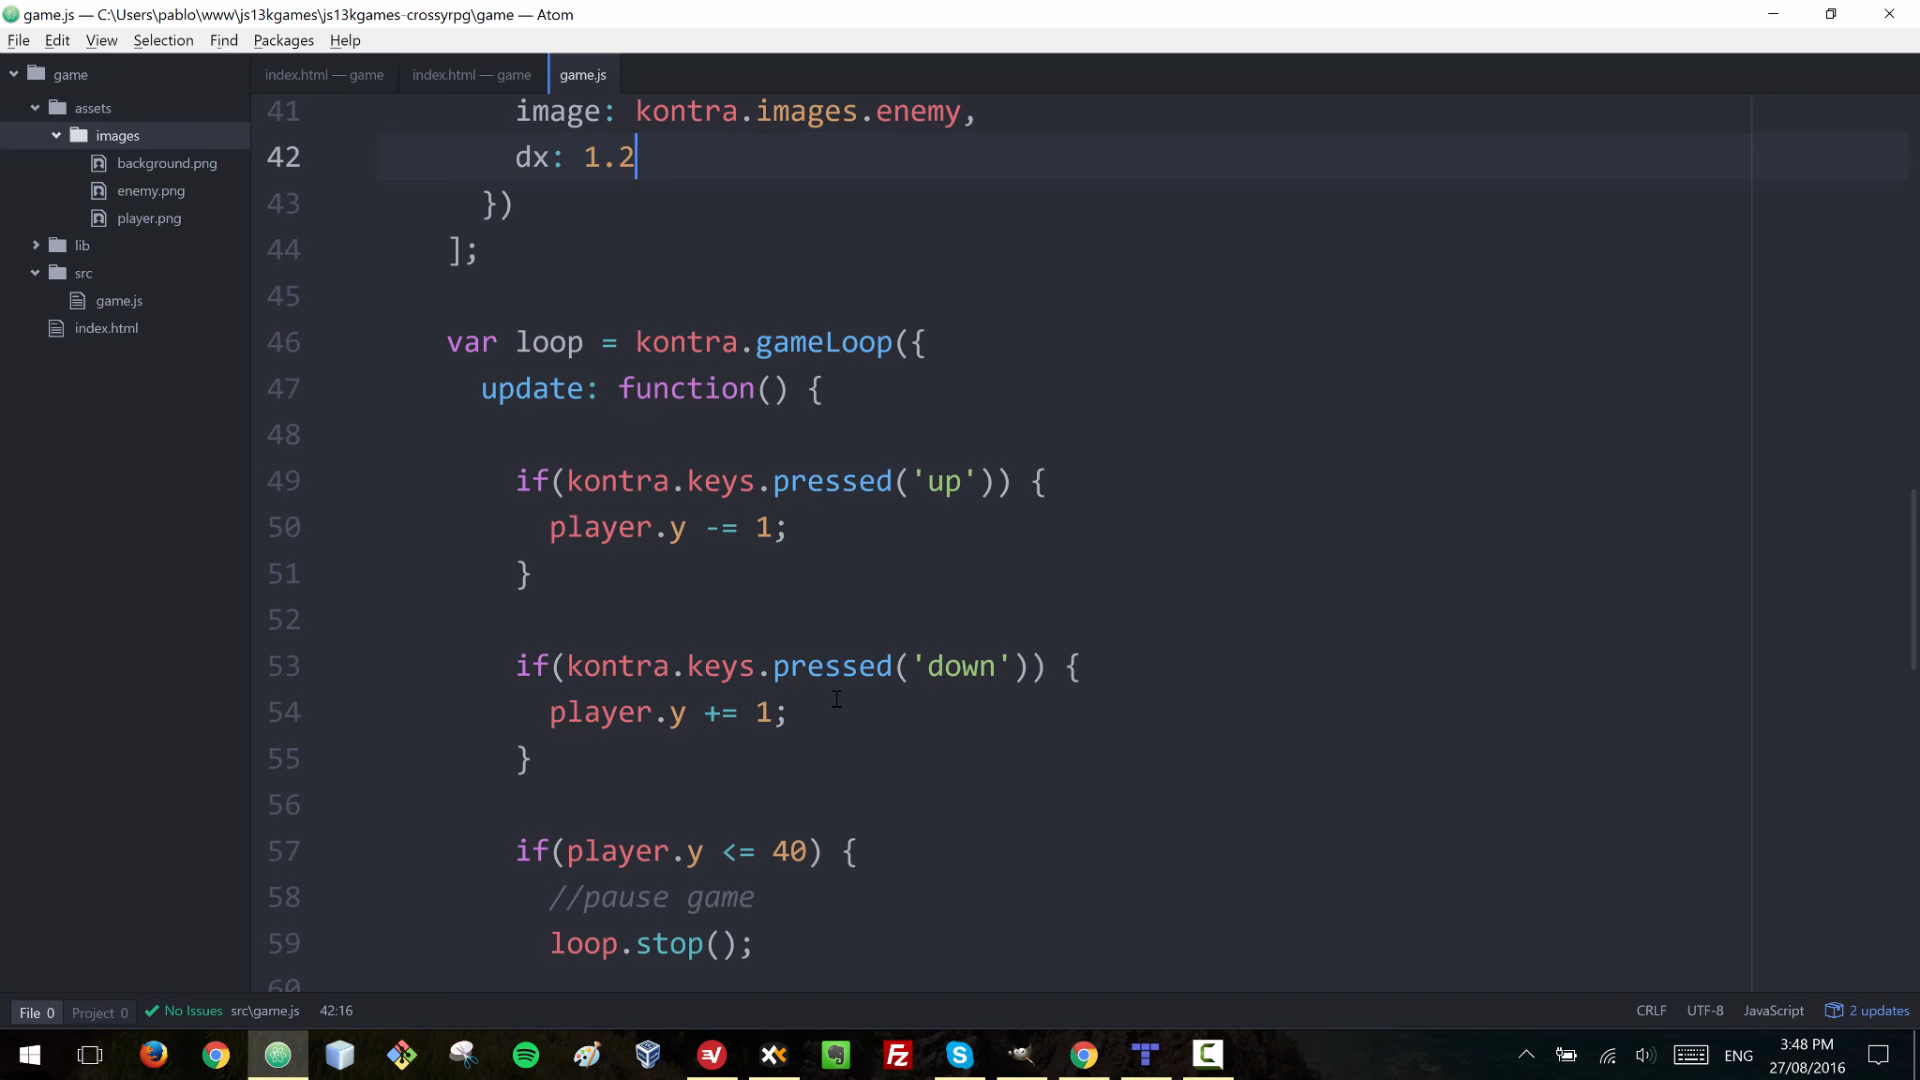 game.js — C:\Users\pablo\www\js13kgames\js13kgames-crossyrpg\game — Atom
File Edit View Selection Find Packages Help
game
assets
images
background.png
enemy.png
player.png
lib
src
game.js
index.html
index.html — game index.html — game game.js
41 image: kontra.images.enemy,
42 dx: 1.2
43 })
44 ];
45
46 var loop = kontra.gameLoop({
47 update: function() {
48
49 if(kontra.keys.pressed('up')) {
50 player.y -= 1;
51 }
52
53 if(kontra.keys.pressed('down')) {
54 player.y += 1;
55 }
56
57 if(player.y <= 40) {
58 //pause game
59 loop.stop();
60
File 0 Project 0 No Issues src\game.js 42:16 CRLF UTF-8 JavaScript 2 updates
ENG 3:48 PM
27/08/2016